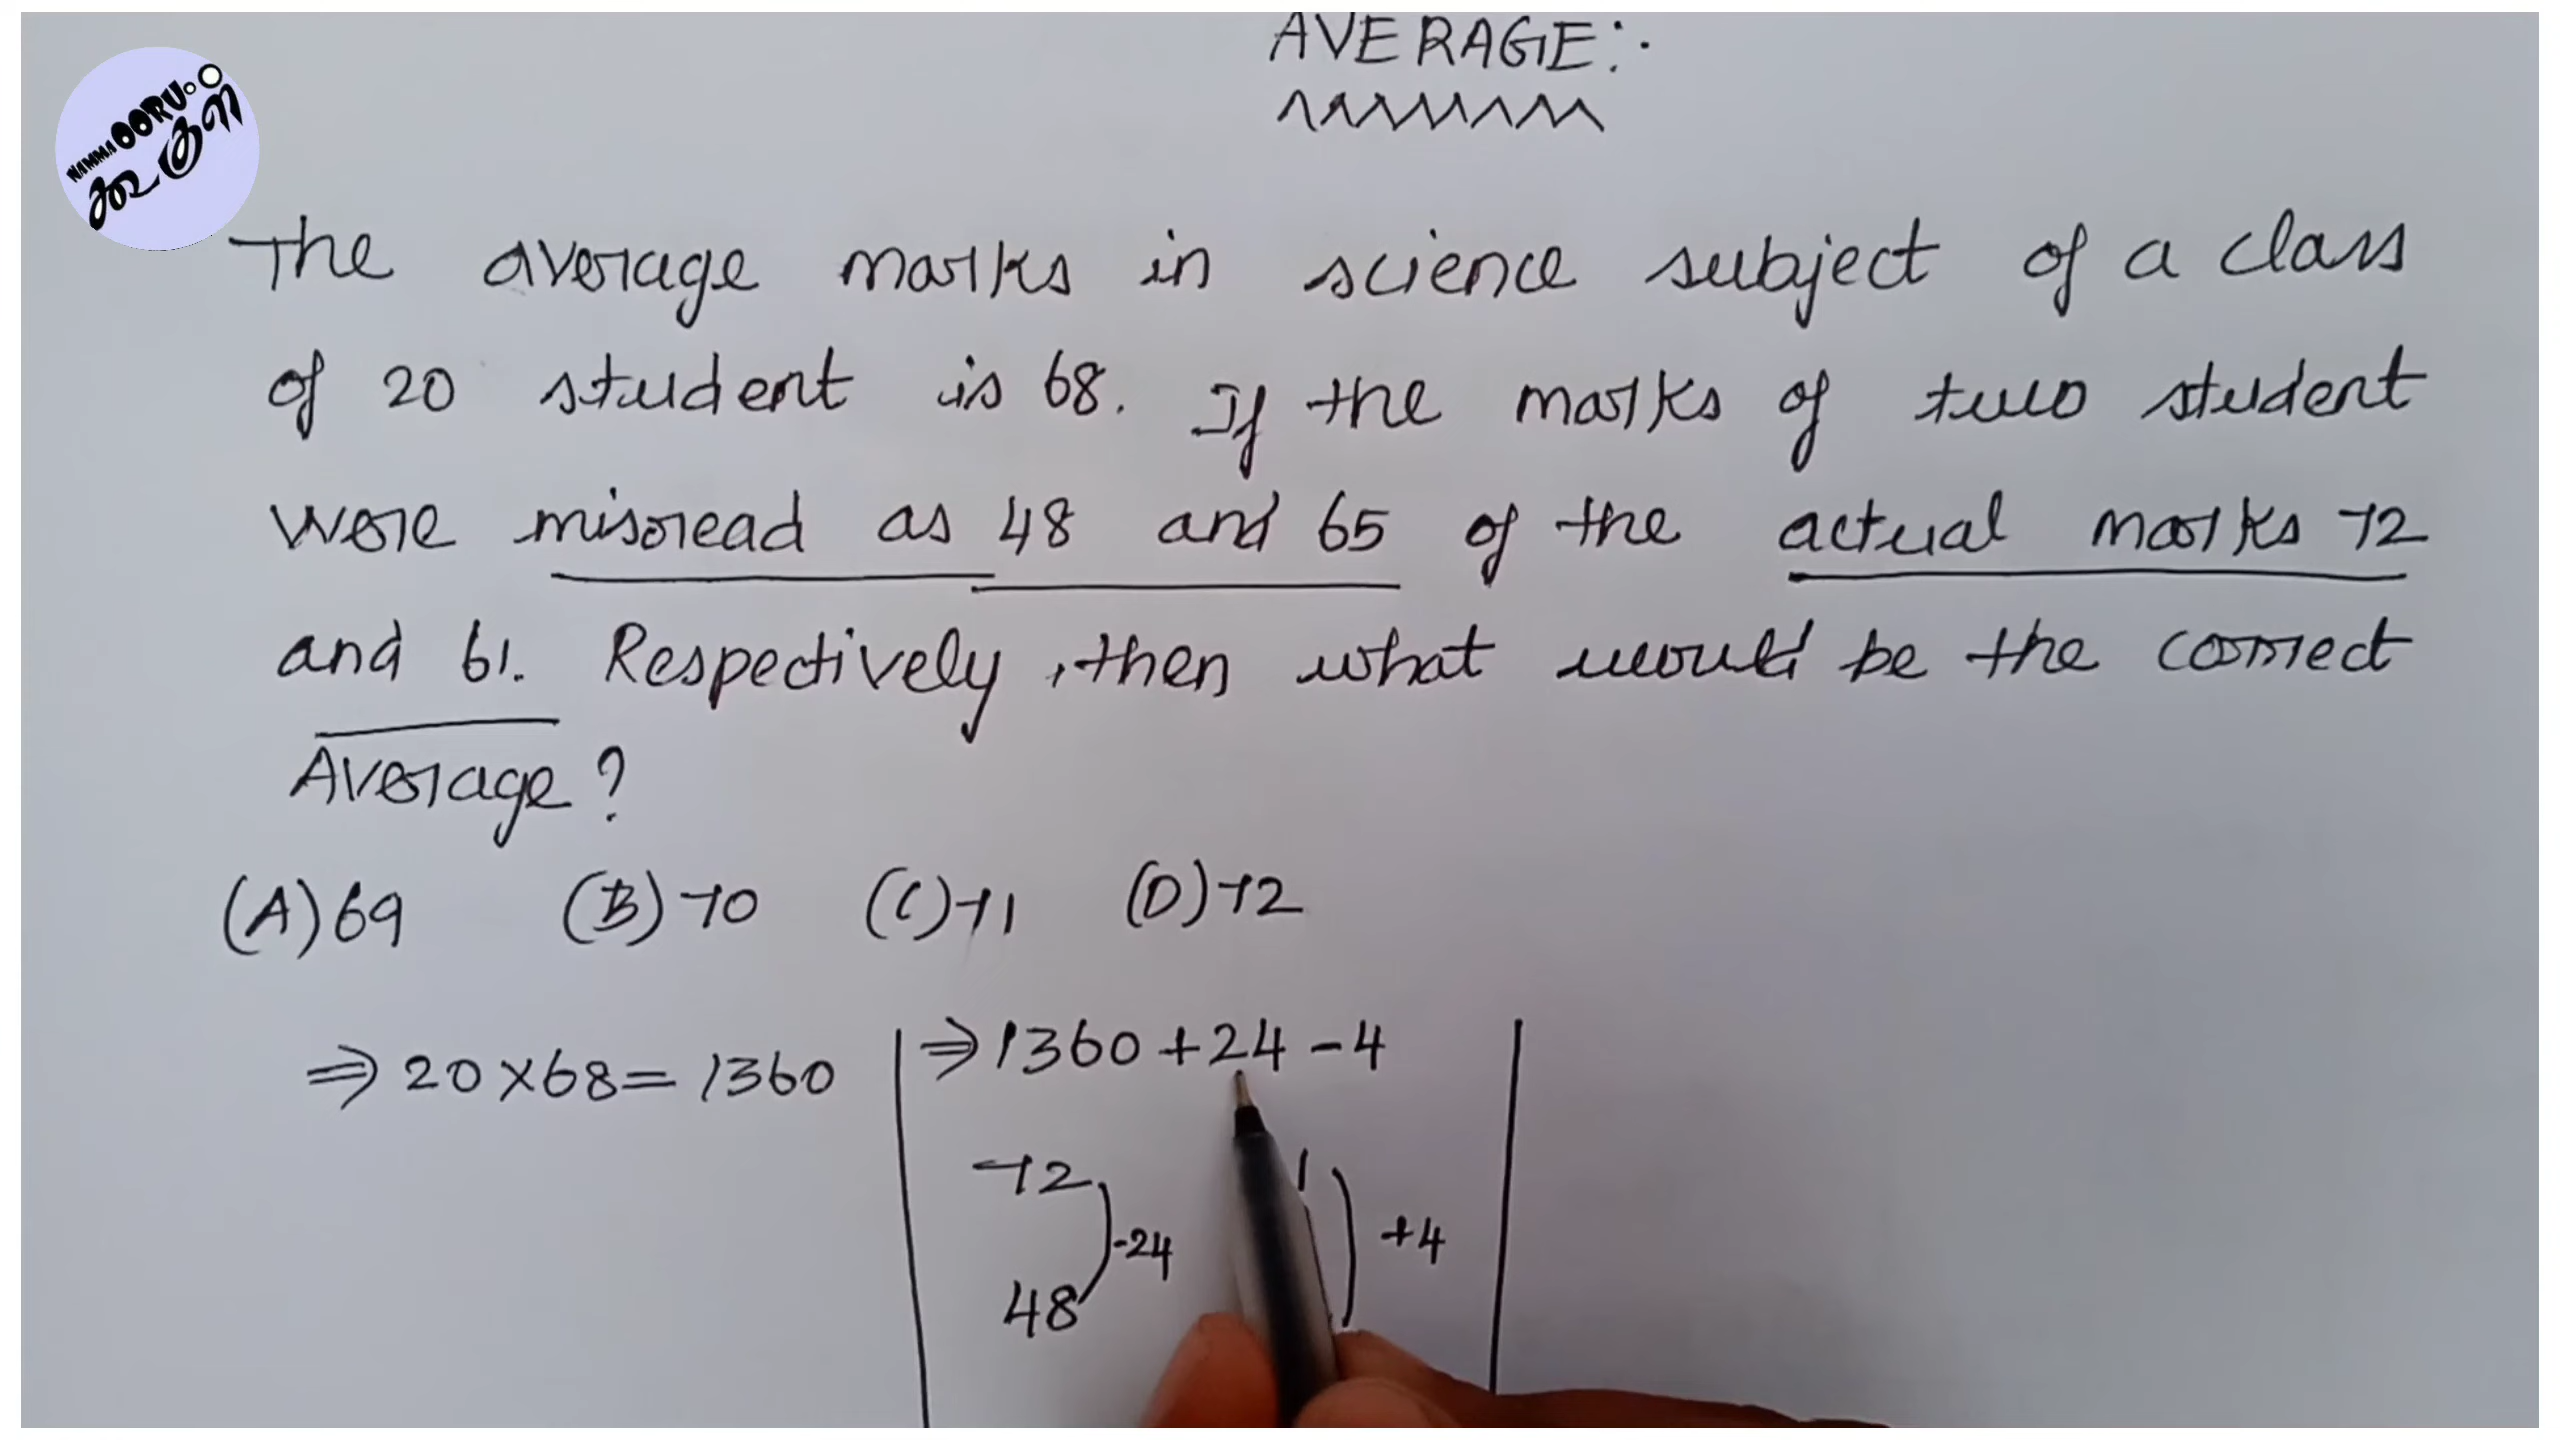 NAMMA OORU
AVERAGE:-
The average marks in science subject of a class
of 20 student is 68. If the marks of two student
were misread as 48 and 65 of the actual marks 72
and 61. Respectively, then what would be the correct
Average?
(A) 69 (B) 70 (C) 71 (D) 72
⇒ 20 × 68 = 1360
⇒ 1360 + 24 - 4
72
-24
+4
48